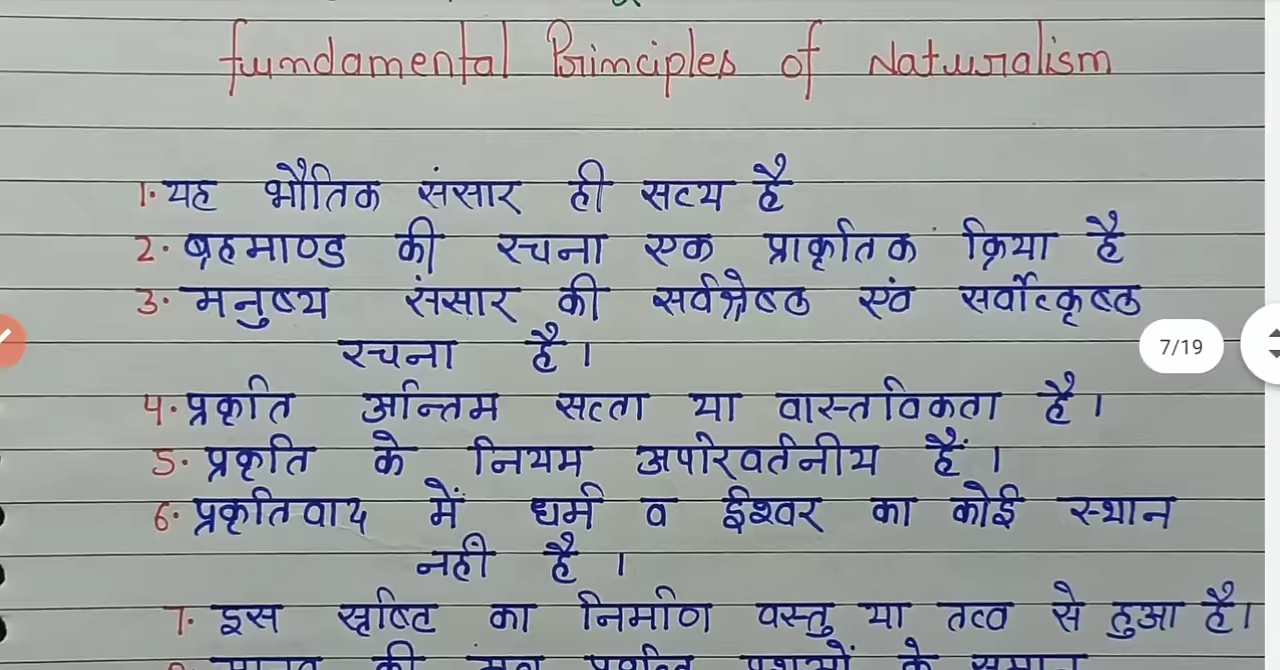 fundamental Principles of Naturalism
1. यह भौतिक संसार ही सत्य है
2. ब्रहमाण्ड की रचना एक प्राकृतिक क्रिया है
3. मनुष्य संसार की सर्वश्रेष्ठ एवं सर्वोत्कृष्ठ
रचना है।
7/19
4. प्रकृति अन्तिम सत्ता या वास्तविकता है।
5. प्रकृति के नियम अपरिवर्तनीय हैं।
6. प्रकृतिवाद में धर्म व ईश्वर का कोई स्थान
नही है।
7. इस सृष्टि का निर्माण वस्तु या तत्व से हुआ है।